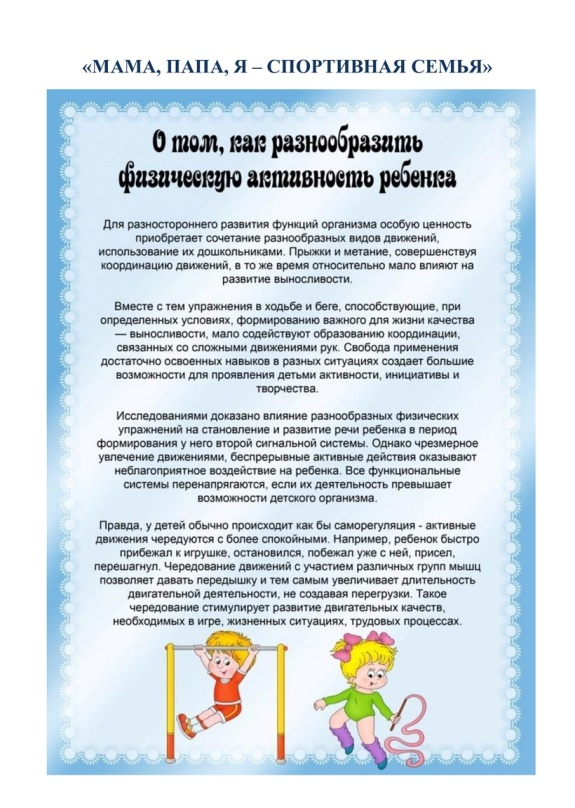 «МАМА, ПАПА, Я – СПОРТИВНАЯ СЕМЬЯ»
О том, как разнообразить
физическую активность ребенка
Для разностороннего развития функций организма особую ценность
приобретает сочетание разнообразных видов движений,
использование их дошкольниками. Прыжки и метание, совершенствуя
координацию движений, в то же время относительно мало влияют на
развитие выносливости.
Вместе с тем упражнения в ходьбе и беге, способствующие, при
определенных условиях, формированию важного для жизни качества
— выносливости, мало содействуют образованию координации,
связанных со сложными движениями рук. Свобода применения
достаточно освоенных навыков в разных ситуациях создает большие
возможности для проявления детьми активности, инициативы и
творчества.
Исследованиями доказано влияние разнообразных физических
упражнений на становление и развитие речи ребенка в период
формирования у него второй сигнальной системы. Однако чрезмерное
увлечение движениями, беспрерывные активные действия оказывают
неблагоприятное воздействие на ребенка. Все функциональные
системы перенапрягаются, если их деятельность превышает
возможности детского организма.
Правда, у детей обычно происходит как бы саморегуляция - активные
движения чередуются с более спокойными. Например, ребенок быстро
прибежал к игрушке, остановился, побежал уже с ней, присел,
перешагнул. Чередование движений с участием различных групп мышц
позволяет давать передышку и тем самым увеличивает длительность
двигательной деятельности, не создавая перегрузки. Такое
чередование стимулирует развитие двигательных качеств,
необходимых в игре, жизненных ситуациях, трудовых процессах.